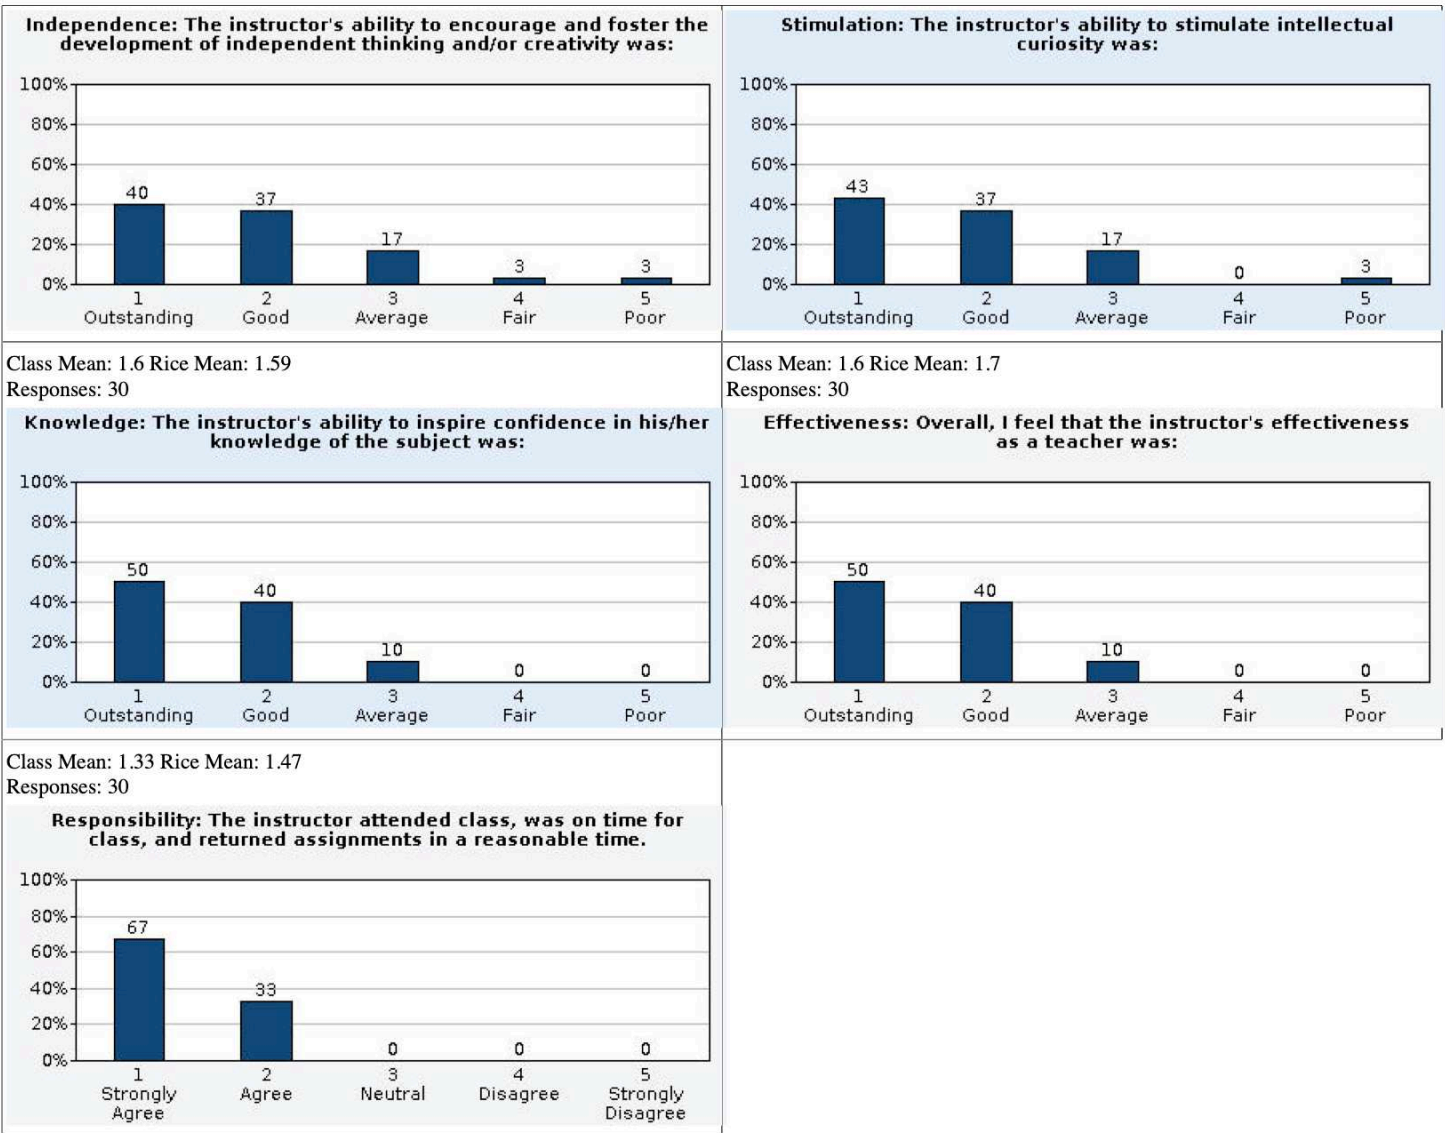 Independence: The instructor's ability to encourage and foster the
development of independent thinking and/or creativity was:
100%
80%
60%
40%
20%
0%
40
37
17
3
3
1
2
3
4
5
Outstanding
Good
Average
Fair
Poor
Stimulation: The instructor's ability to stimulate intellectual
curiosity was:
100%
80%
60%
40%
20%
0%
43
37
17
0
3
1
2
3
4
5
Outstanding
Good
Average
Fair
Poor
Class Mean: 1.6 Rice Mean: 1.59
Responses: 30
Knowledge: The instructor's ability to inspire confidence in his/her
knowledge of the subject was:
100%
80%
60%
40%
20%
0%
50
40
10
0
0
1
2
3
4
5
Outstanding
Good
Average
Fair
Poor
Class Mean: 1.6 Rice Mean: 1.7
Responses: 30
Effectiveness: Overall, I feel that the instructor's effectiveness
as a teacher was:
100%
80%
60%
40%
20%
0%
50
40
10
0
0
1
2
3
4
5
Outstanding
Good
Average
Fair
Poor
Class Mean: 1.33 Rice Mean: 1.47
Responses: 30
Responsibility: The instructor attended class, was on time for
class, and returned assignments in a reasonable time.
100%
80%
60%
40%
20%
0%
67
33
0
0
0
1
2
3
4
5
Strongly
Agree
Agree
Neutral
Disagree
Strongly
Disagree